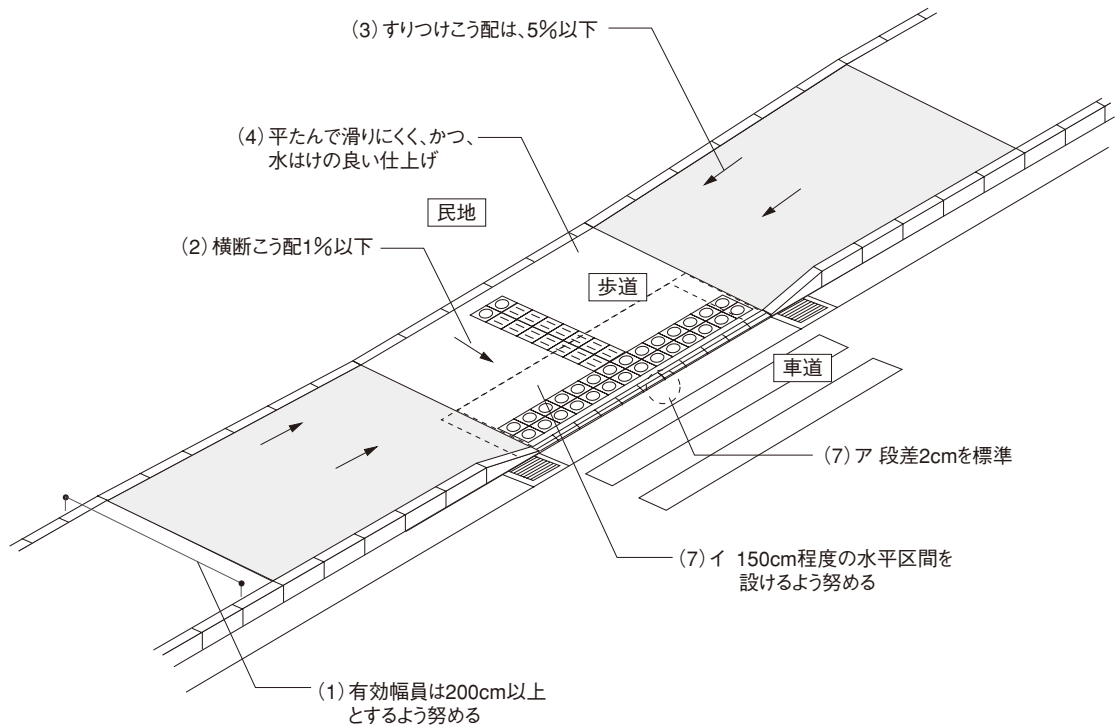 (3)すりつけこう配は、5%以下
(4)平たんで滑りにくく、かつ、
水はけの良い仕上げ
民地
(2)横断こう配1%以下
歩道
車道
(7)ア 段差2cmを標準
(7)イ 150cm程度の水平区間を
設けるよう努める
(1)有効幅員は200cm以上
とするよう努める